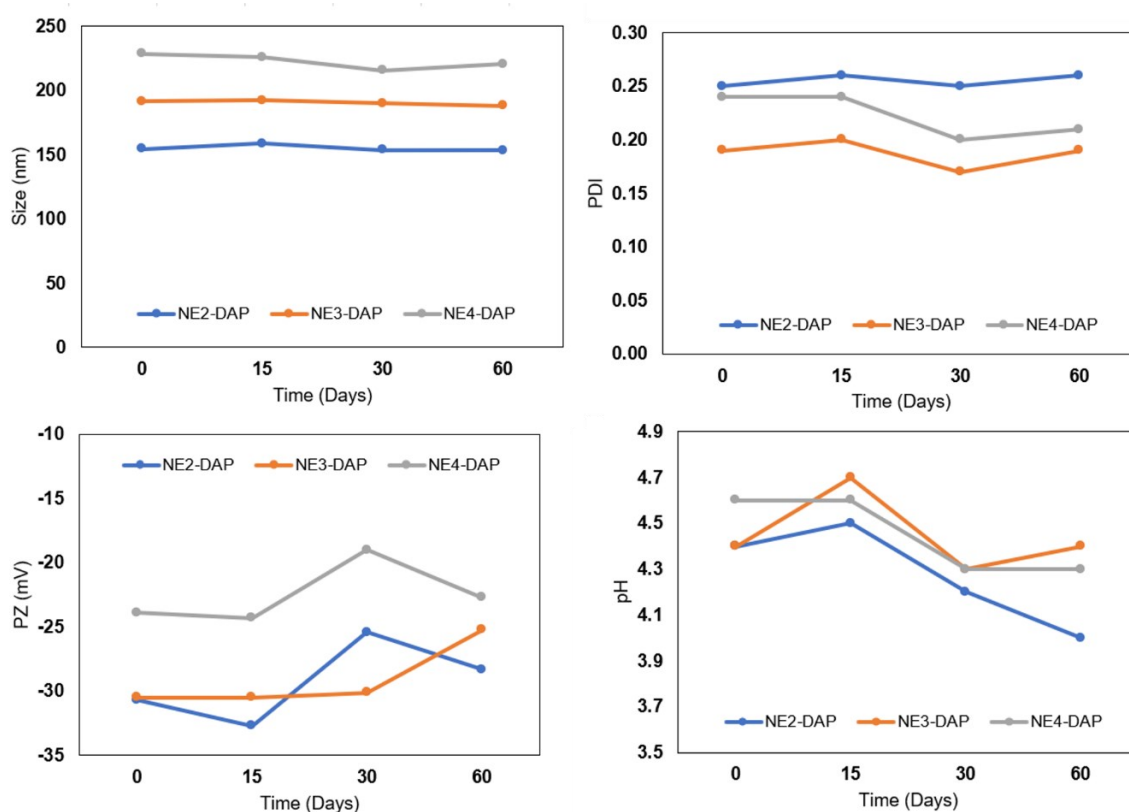 250
200
150
100
50
0
Size (nm)
NE2-DAP NE3-DAP NE4-DAP
0 15 30 60
Time (Days)
0.30
0.25
0.20
0.15
0.10
0.05
0.00
PDI
NE2-DAP NE3-DAP NE4-DAP
0 15 30 60
Time (Days)
-10
-15
-20
-25
-30
-35
PZ (mV)
NE2-DAP NE3-DAP NE4-DAP
0 15 30 60
Time (Days)
4.9
4.7
4.5
4.3
4.1
3.9
3.7
3.5
pH
NE2-DAP NE3-DAP NE4-DAP
0 15 30 60
Time (Days)